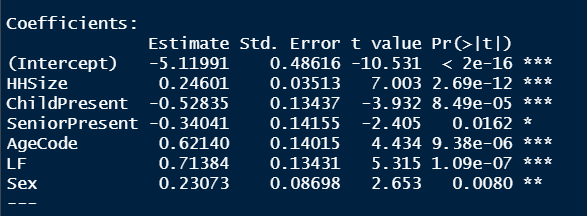 Coefficients:
Estimate Std. Error t value Pr(>|t|)
(Intercept) -5.11991 0.48616 -10.531 < 2e-16 ***
HHSize 0.24601 0.03513 7.003 2.69e-12 ***
ChildPresent -0.52835 0.13437 -3.932 8.49e-05 ***
SeniorPresent -0.34041 0.14155 -2.405 0.0162 *
AgeCode 0.62140 0.14015 4.434 9.38e-06 ***
LF 0.71384 0.13431 5.315 1.09e-07 ***
Sex 0.23073 0.08698 2.653 0.0080 **
---